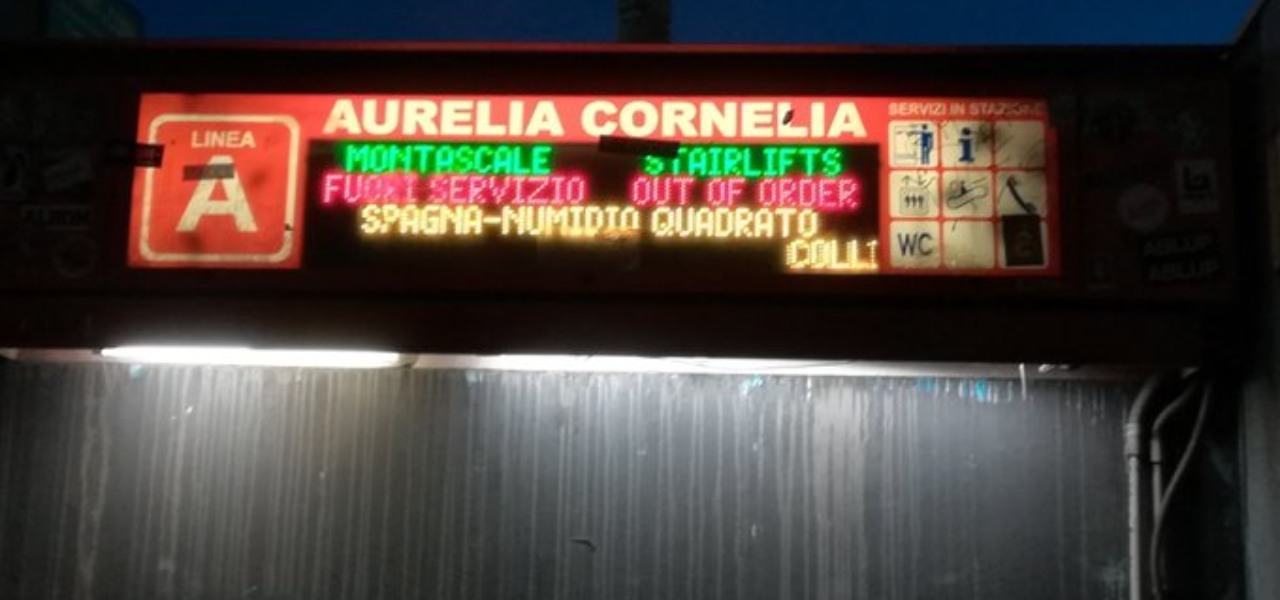 AURELIA CORNELIA
SERVIZI IN STAZIONE
LINEA
A
MONTASCALE STAIRLIFTS
FUORI SERVIZIO OUT OF ORDER
SPAGNA-NUMIDIO QUADRATO
COLLI
i
WC